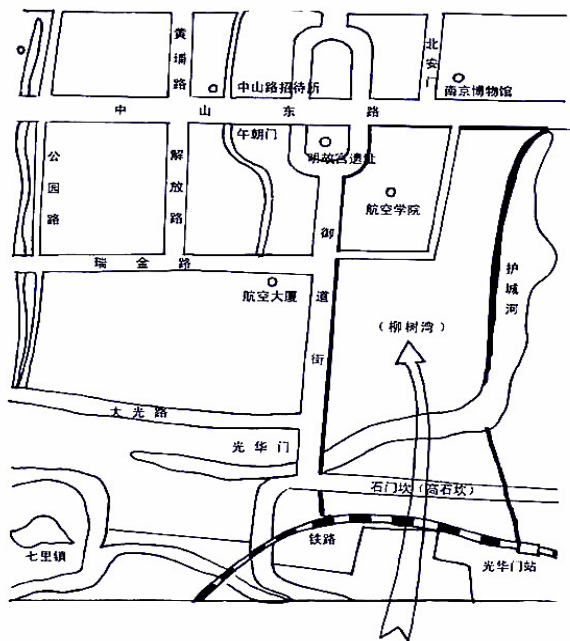 黄埔路
北安门
中山路招待所
南京博物馆
中山东路
午朝门
明故宫遗址
公园路
解放路
航空学院
御道街
瑞金路
护城河
航空大厦
(柳树湾)
大光路
光华门
石门坎(高石坎)
铁路
七里镇
光华门站